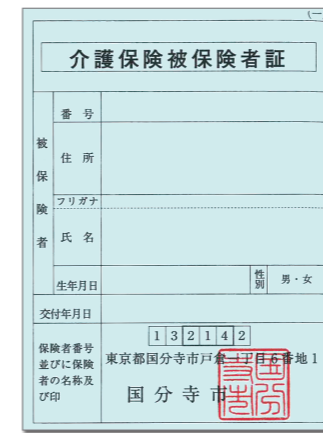 (一
介護保険被保険者証
被保険者
番号
住所
フリガナ
氏名
生年月日
性別
男・女
交付年月日
保険者番号
並びに保険
者の名称及
び印
132142
東京都国分寺市戸倉一丁目6番地1
国分寺市